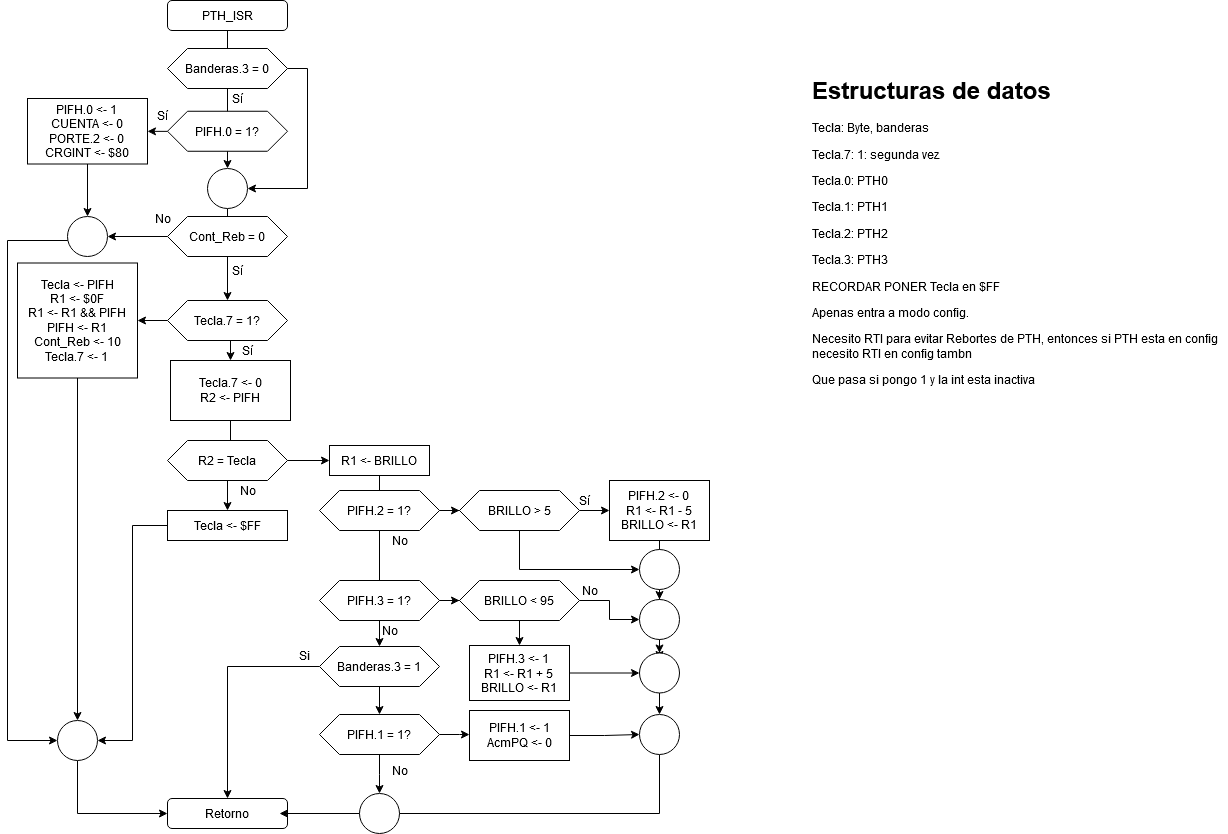 PTH_ISR
Banderas.3 = 0
Sí
PIFH.0 = 1?
Sí
PIFH.0 <- 1
CUENTA <- 0
PORTE.2 <- 0
CRGINT <- $80
Cont_Reb = 0
No
Sí
Tecla.7 = 1?
Tecla <- PIFH
R1 <- $0F
R1 <- R1 && PIFH
PIFH <- R1
Cont_Reb <- 10
Tecla.7 <- 1
Sí
Tecla.7 <- 0
R2 <- PIFH
R2 = Tecla
No
Tecla <- $FF
R1 <- BRILLO
PIFH.2 = 1?
BRILLO > 5
Sí
PIFH.2 <- 0
R1 <- R1 - 5
BRILLO <- R1
No
PIFH.3 = 1?
BRILLO < 95
No
PIFH.3 <- 1
R1 <- R1 + 5
BRILLO <- R1
No
Banderas.3 = 1
Si
PIFH.1 = 1?
PIFH.1 <- 1
AcmPQ <- 0
No
Retorno
Estructuras de datos
Tecla: Byte, banderas
Tecla.7: 1: segunda vez
Tecla.0: PTH0
Tecla.1: PTH1
Tecla.2: PTH2
Tecla.3: PTH3
RECORDAR PONER Tecla en $FF
Apenas entra a modo config.
Necesito RTI para evitar Rebortes de PTH, entonces si PTH esta en config
necesito RTI en config tambn
Que pasa si pongo 1 y la int esta inactiva